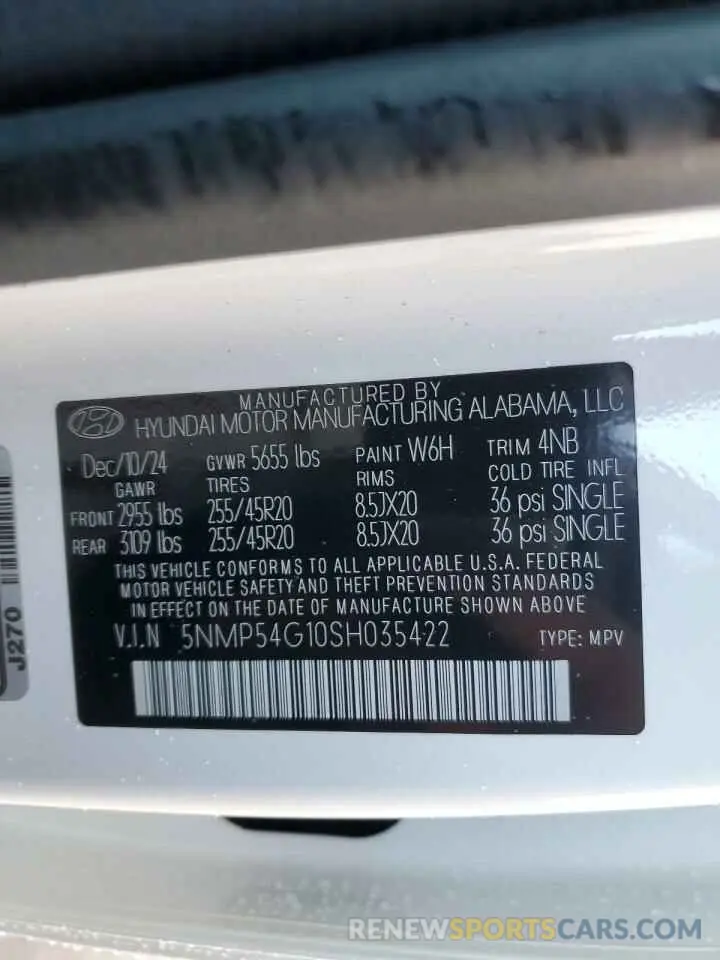 MANUFACTURED BY
HYUNDAI MOTOR MANUFACTURING ALABAMA, LLC
Dec/10/24 GVWR 5655 lbs PAINT W6H TRIM 4NB
GAWR TIRES RIMS COLD TIRE INFL
FRONT 2955 lbs 255/45R20 8.5JX20 36 psi SINGLE
REAR 3109 lbs 255/45R20 8.5JX20 36 psi SINGLE
THIS VEHICLE CONFORMS TO ALL APPLICABLE U.S.A. FEDERAL
MOTOR VEHICLE SAFETY AND THEFT PREVENTION STANDARDS
IN EFFECT ON THE DATE OF MANUFACTURE SHOWN ABOVE
V.I.N 5NMP54G10SH035422 TYPE: MPV
J270
RENEWSPORTSCARS.COM